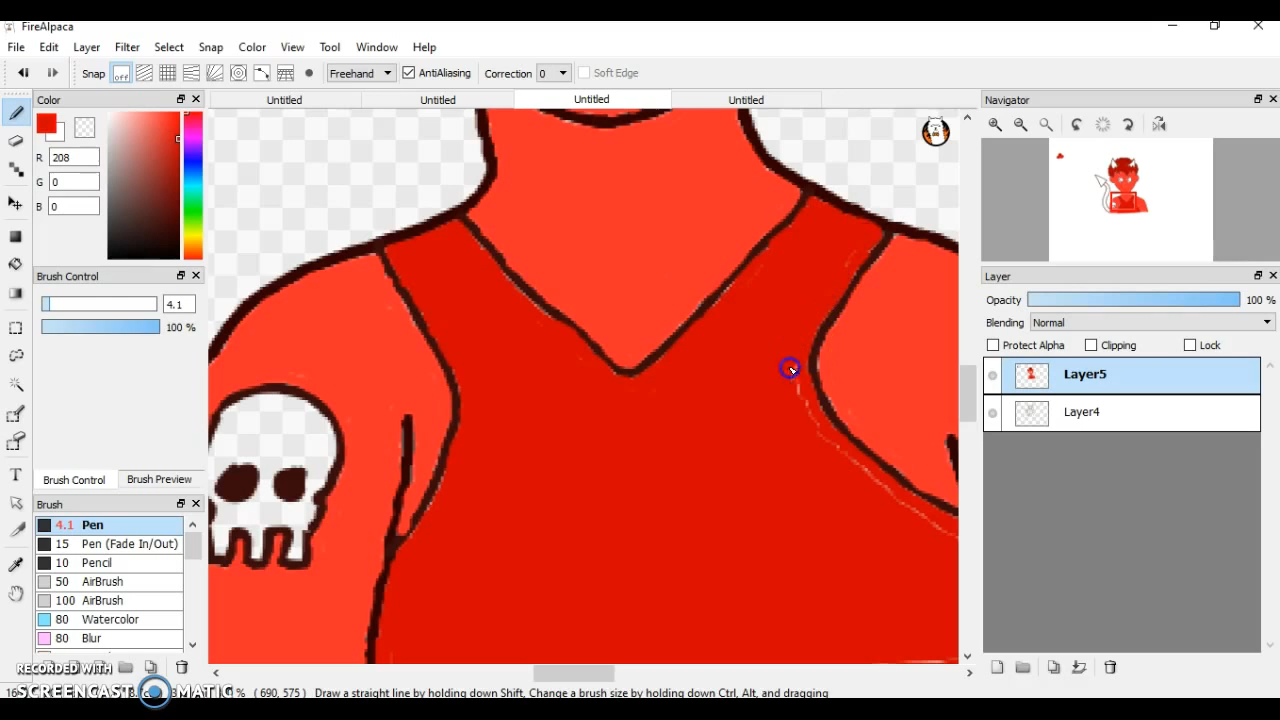 FireAlpaca
File Edit Layer Filter Select Snap Color View Tool Window Help
Snap off Freehand AntiAliasing Correction 0 Soft Edge
Color Untitled Untitled Untitled Untitled Navigator
R 208
G 0
B 0
Brush Control
4.1
100 %
Brush Control Brush Preview
Brush
4.1 Pen
15 Pen (Fade In/Out)
10 Pencil
50 AirBrush
100 AirBrush
80 Watercolor
80 Blur
Layer
Opacity 100 %
Blending Normal
Protect Alpha Clipping Lock
Layer5
Layer4
RECORDED WITH
SCREENCAST MATIC
% ( 690, 575) Draw a straight line by holding down Shift, Change a brush size by holding down Ctrl, Alt, and dragging